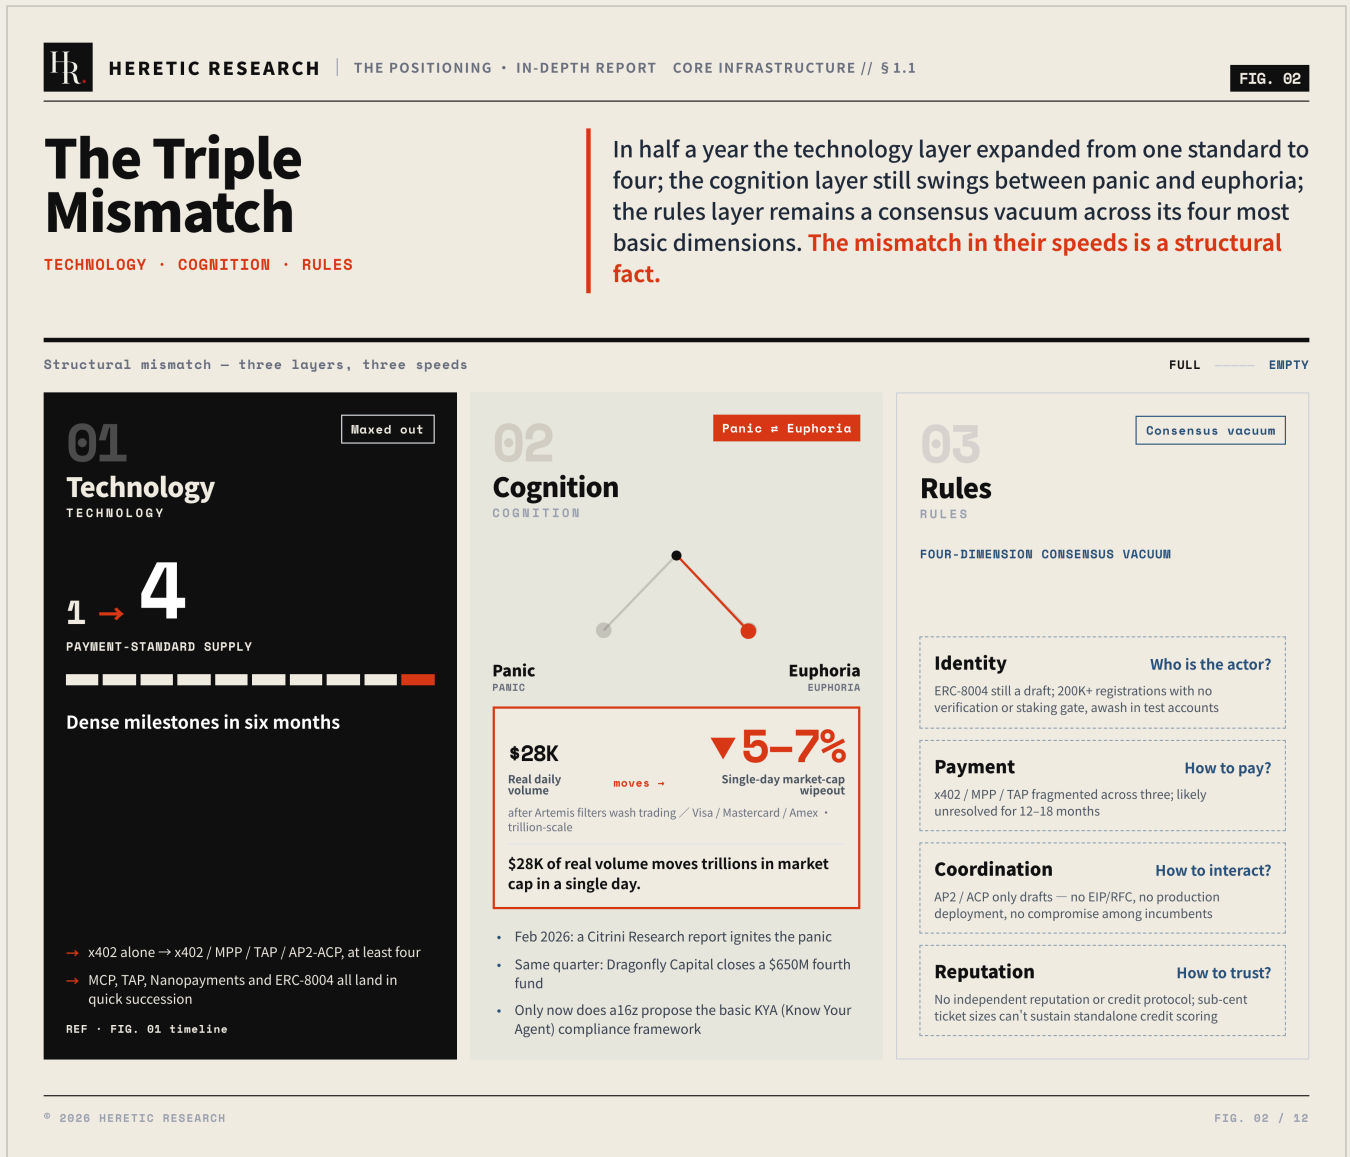 HR.
HERETIC RESEARCH
THE POSITIONING • IN-DEPTH REPORT CORE INFRASTRUCTURE // § 1.1
FIG. 02
The Triple
Mismatch
TECHNOLOGY · COGNITION · RULES
In half a year the technology layer expanded from one standard to
four; the cognition layer still swings between panic and euphoria;
the rules layer remains a consensus vacuum across its four most
basic dimensions. The mismatch in their speeds is a structural
fact.
Structural mismatch — three layers, three speeds
FULL ——— EMPTY
01
Maxed out
Technology
TECHNOLOGY
1 → 4
PAYMENT-STANDARD SUPPLY
Dense milestones in six months
→ x402 alone → x402 / MPP / TAP / AP2-ACP, at least four
→ MCP, TAP, Nanopayments and ERC-8004 all land in
quick succession
REF · FIG. 01 timeline
02
Panic ⇄ Euphoria
Cognition
COGNITION
Panic
PANIC
Euphoria
EUPHORIA
$28K
▼5–7%
Real daily
volume
moves →
Single-day market-cap
wipeout
after Artemis filters wash trading ／ Visa / Mastercard / Amex •
trillion-scale
$28K of real volume moves trillions in market
cap in a single day.
• Feb 2026: a Citrini Research report ignites the panic
• Same quarter: Dragonfly Capital closes a $650M fourth
fund
• Only now does a16z propose the basic KYA (Know Your
Agent) compliance framework
03
Consensus vacuum
Rules
RULES
FOUR-DIMENSION CONSENSUS VACUUM
Identity
Who is the actor?
ERC-8004 still a draft; 200K+ registrations with no
verification or staking gate, awash in test accounts
Payment
How to pay?
x402 / MPP / TAP fragmented across three; likely
unresolved for 12–18 months
Coordination
How to interact?
AP2 / ACP only drafts — no EIP/RFC, no production
deployment, no compromise among incumbents
Reputation
How to trust?
No independent reputation or credit protocol; sub-cent
ticket sizes can't sustain standalone credit scoring
© 2026 HERETIC RESEARCH
FIG. 02 / 12